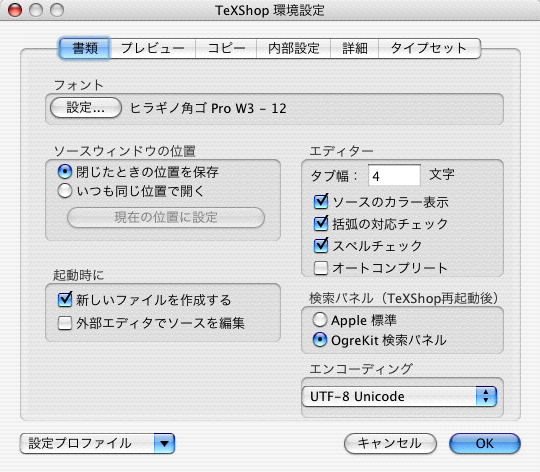 TeXShop 環境設定
書類 プレビュー コピー 内部設定 詳細 タイプセット
フォント
設定... ヒラギノ角ゴ Pro W3 – 12
ソースウィンドウの位置
閉じたときの位置を保存
いつも同じ位置で開く
現在の位置に設定
起動時に
新しいファイルを作成する
外部エディタでソースを編集
エディター
タブ幅： 4 文字
ソースのカラー表示
括弧の対応チェック
スペルチェック
オートコンプリート
検索パネル（TeXShop再起動後）
Apple 標準
OgreKit 検索パネル
エンコーディング
UTF-8 Unicode
設定プロファイル キャンセル OK